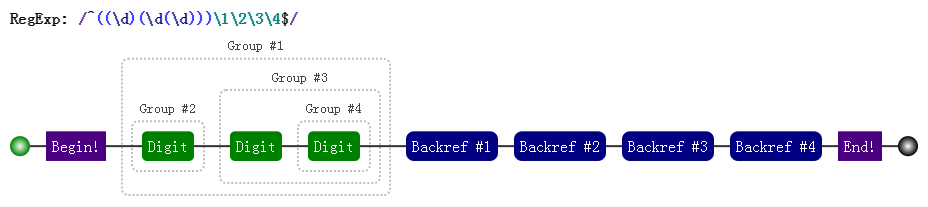 RegExp: /^((\d)(\d(\d)))\1\2\3\4$/
Group #1
Group #3
Group #2 Group #4
Begin! Digit Digit Digit Backref #1 Backref #2 Backref #3 Backref #4 End!